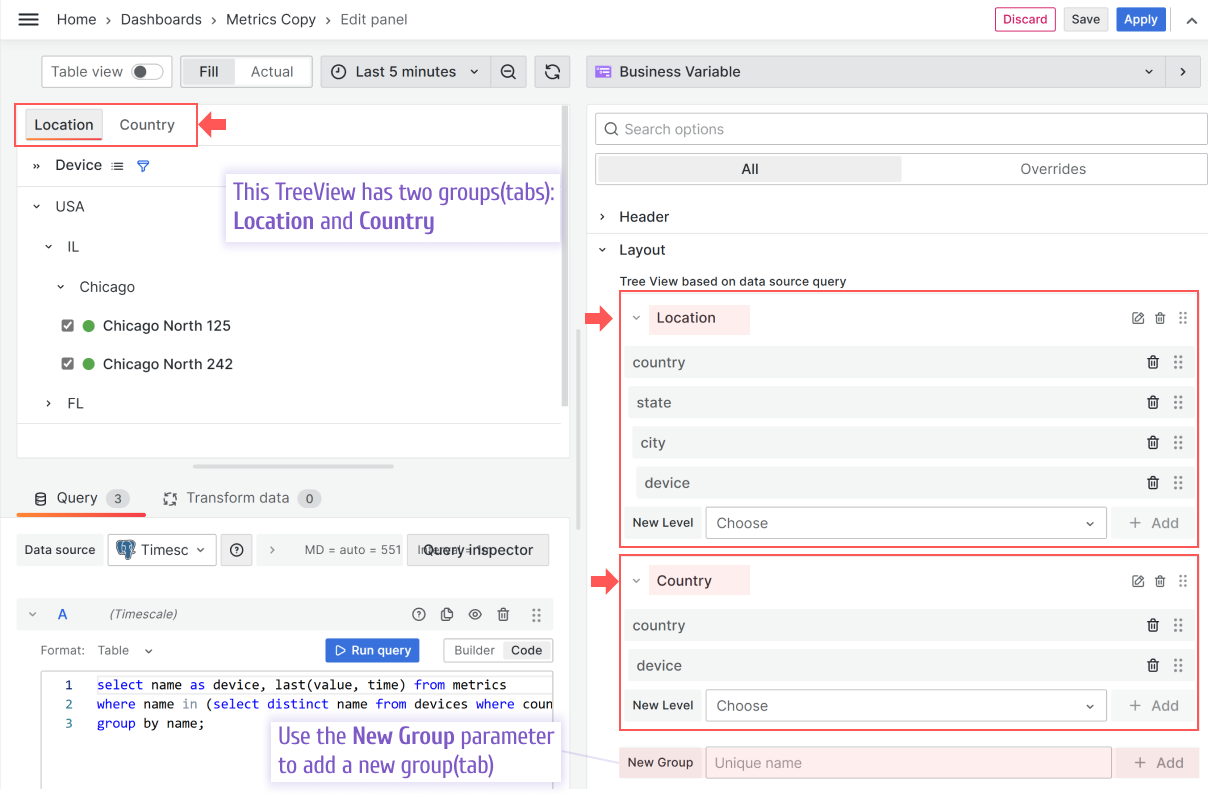 Home › Dashboards › Metrics Copy › Edit panel
Discard
Save
Apply
Table view
Fill
Actual
Last 5 minutes
Business Variable
Location
Country
Device
This TreeView has two groups(tabs):
Location and Country
USA
IL
Chicago
Chicago North 125
Chicago North 242
FL
Query 3
Transform data 0
Data source
Timesc
MD = auto = 551
Query inspector
A
(Timescale)
Format: Table
Run query
Builder
Code
1 select name as device, last(value, time) from metrics
2 where name in (select distinct name from devices where coun
3 group by name;
Use the New Group parameter
to add a new group(tab)
Search options
All
Overrides
Header
Layout
Tree View based on data source query
Location
country
state
city
device
New Level
Choose
+ Add
Country
country
device
New Level
Choose
+ Add
New Group
Unique name
+ Add